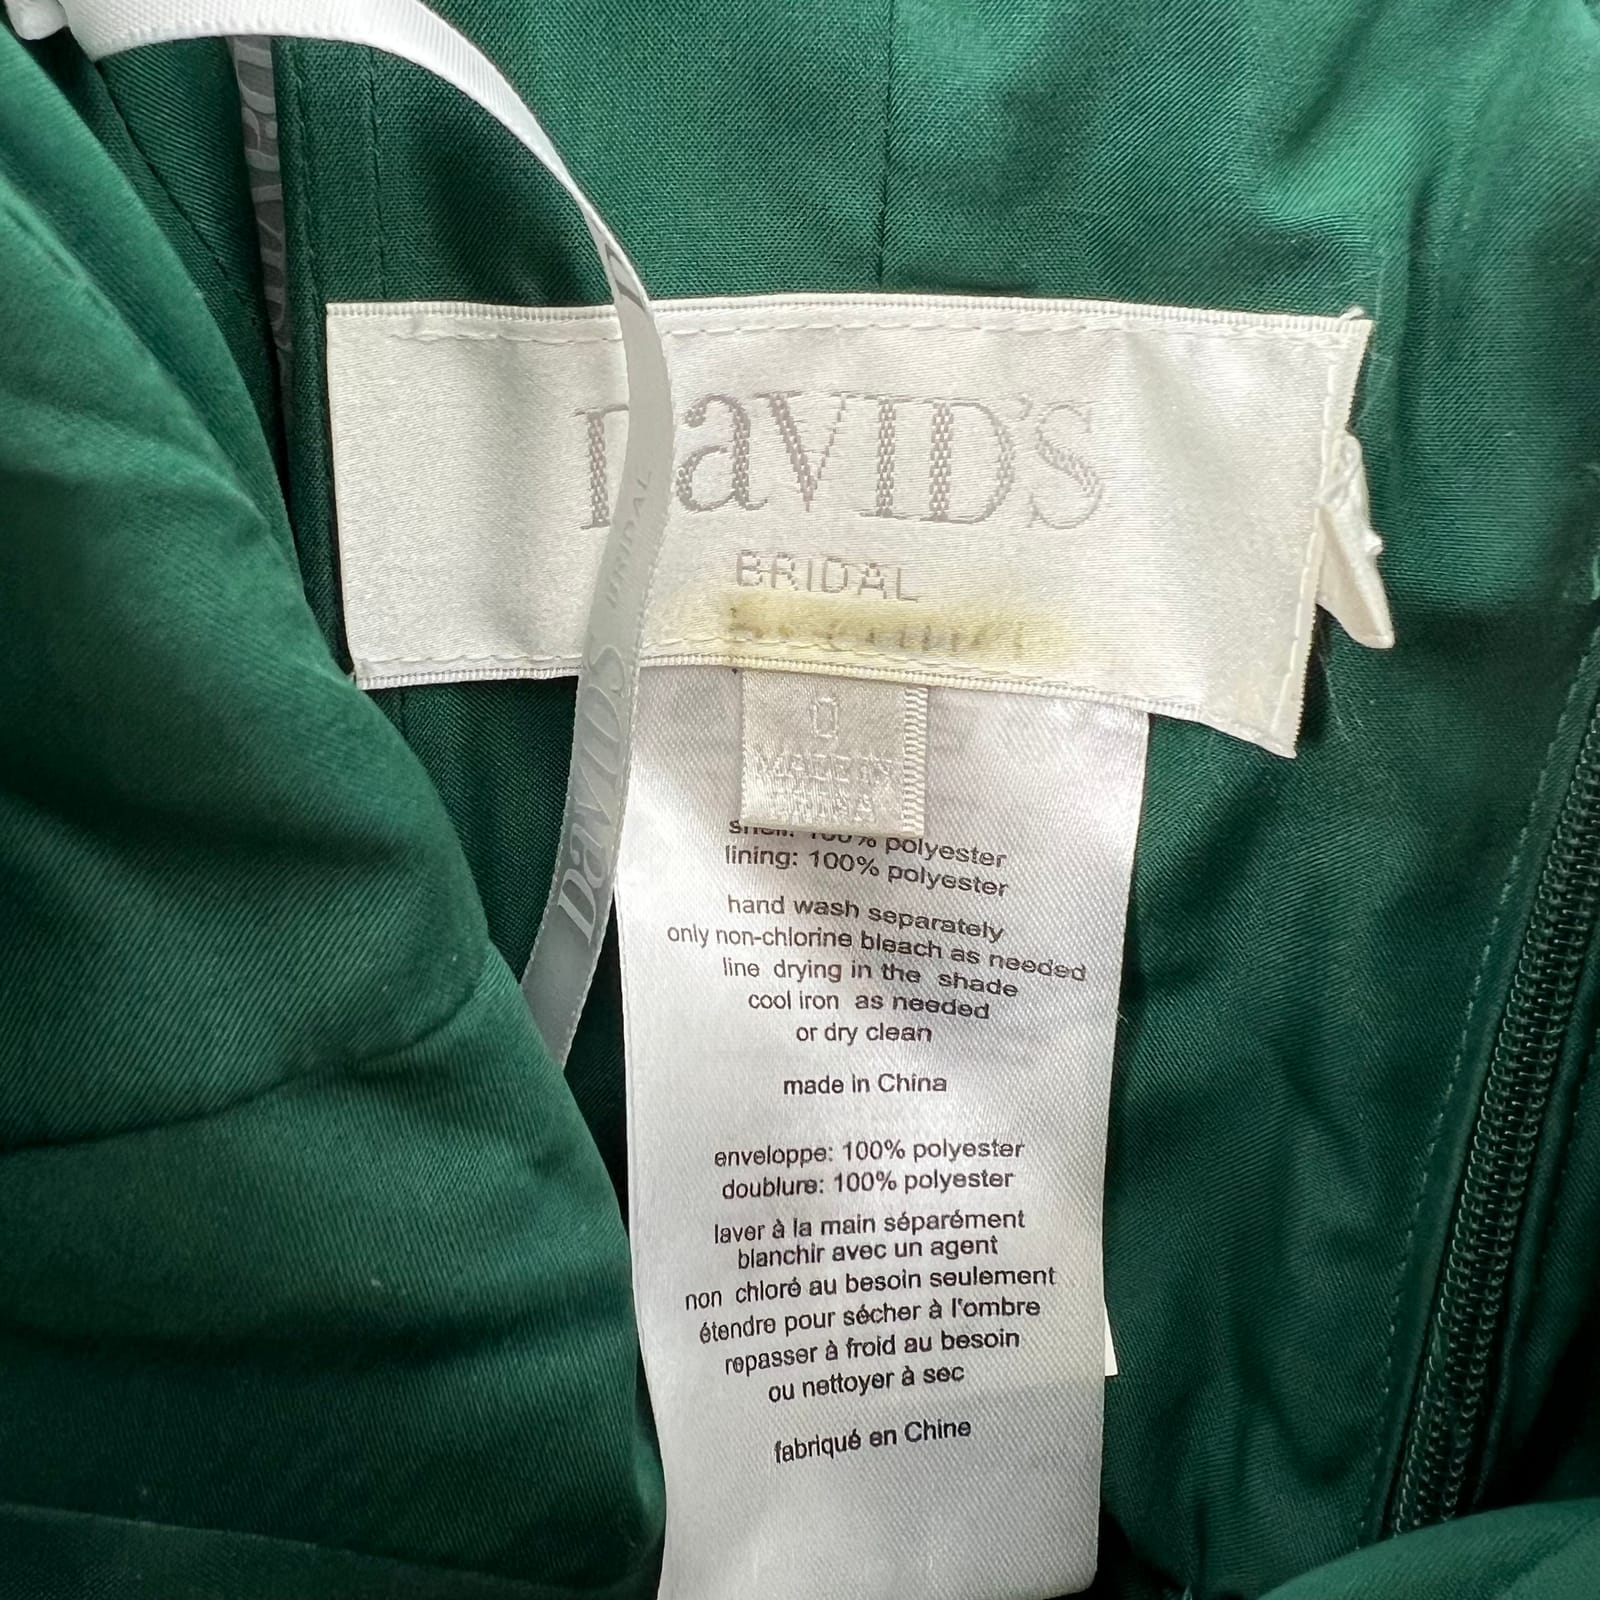 DaVID'S
BRIDAL
0
MADE IN
CHINA
shell: 100% polyester
lining: 100% polyester
hand wash separately
only non-chlorine bleach as needed
line drying in the shade
cool iron as needed
or dry clean
made in China
enveloppe: 100% polyester
doublure: 100% polyester
laver à la main séparément
blanchir avec un agent
non chloré au besoin seulement
étendre pour sécher à l'ombre
repasser à froid au besoin
ou nettoyer à sec
fabriqué en Chine
DaVID'S BRIDAL